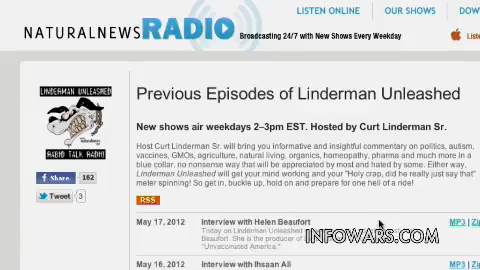 LISTEN ONLINE OUR SHOWS DOW
NATURALNEWSRADIO
Broadcasting 24/7 with New Shows Every Weekday
Liste
LINDERMAN UNLEASHED
RABID TALK RADIO
Share 162
Tweet 3
Previous Episodes of Linderman Unleashed
New shows air weekdays 2–3pm EST. Hosted by Curt Linderman Sr.
Host Curt Linderman Sr. will bring you informative and insightful commentary on politics, autism,
vaccines, GMOs, agriculture, natural living, organics, homepathy, pharma and much more in a
blue collar, no nonsense way that will be appreciated by most and hated by some. Either way,
Linderman Unleashed will get your mind working and your "Holy crap, did he really just say that"
meter spinning! So get in, buckle up, hold on and prepare for one hell of a ride!
RSS
May 17, 2012 Interview with Helen Beaufort MP3 | Zip
Today on Linderman Unleashed
Beaufort. She is the producer of
"Unvaccinated America."
INFOWARS.COM
May 16, 2012 Interview with Ihsaan Ali MP3 | Zip